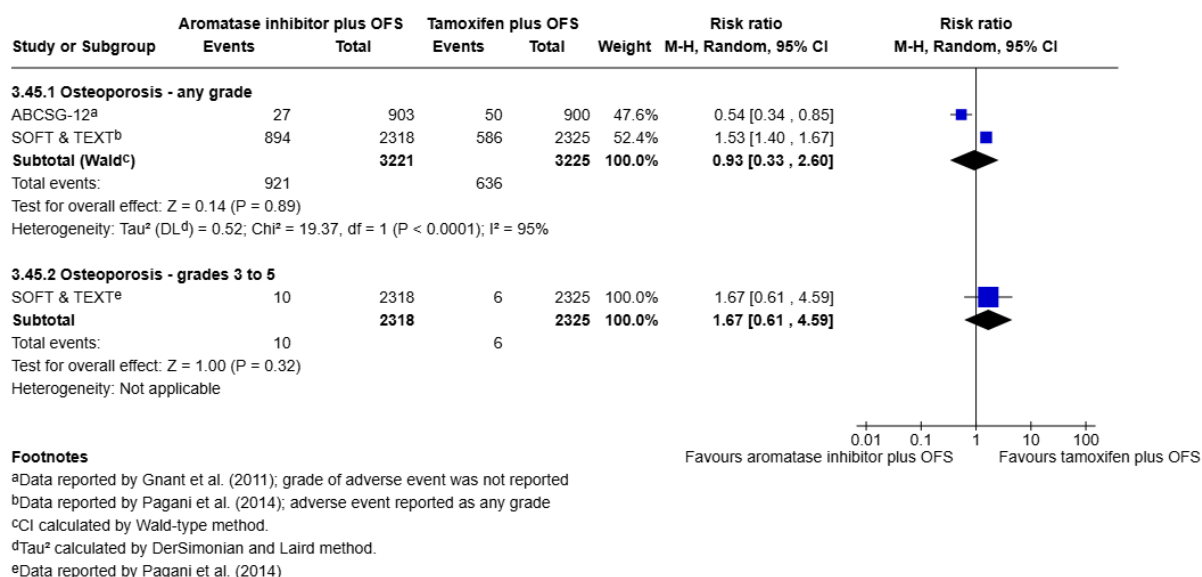 Aromatase inhibitor plus OFS Tamoxifen plus OFS Risk ratio Risk ratio
Study or Subgroup Events Total Events Total Weight M-H, Random, 95% CI M-H, Random, 95% CI
3.45.1 Osteoporosis - any grade
ABCSG-12ª 27 903 50 900 47.6% 0.54 [0.34 , 0.85]
SOFT & TEXTᵇ 894 2318 586 2325 52.4% 1.53 [1.40 , 1.67]
Subtotal (Waldᶜ) 3221 3225 100.0% 0.93 [0.33 , 2.60]
Total events: 921 636
Test for overall effect: Z = 0.14 (P = 0.89)
Heterogeneity: Tau² (DLᵈ) = 0.52; Chi² = 19.37, df = 1 (P < 0.0001); I² = 95%
3.45.2 Osteoporosis - grades 3 to 5
SOFT & TEXTᵉ 10 2318 6 2325 100.0% 1.67 [0.61 , 4.59]
Subtotal 2318 2325 100.0% 1.67 [0.61 , 4.59]
Total events: 10 6
Test for overall effect: Z = 1.00 (P = 0.32)
Heterogeneity: Not applicable
0.01 0.1 1 10 100
Favours aromatase inhibitor plus OFS Favours tamoxifen plus OFS
Footnotes
ªData reported by Gnant et al. (2011); grade of adverse event was not reported
ᵇData reported by Pagani et al. (2014); adverse event reported as any grade
ᶜCI calculated by Wald-type method.
ᵈTau² calculated by DerSimonian and Laird method.
ᵉData reported by Pagani et al. (2014)